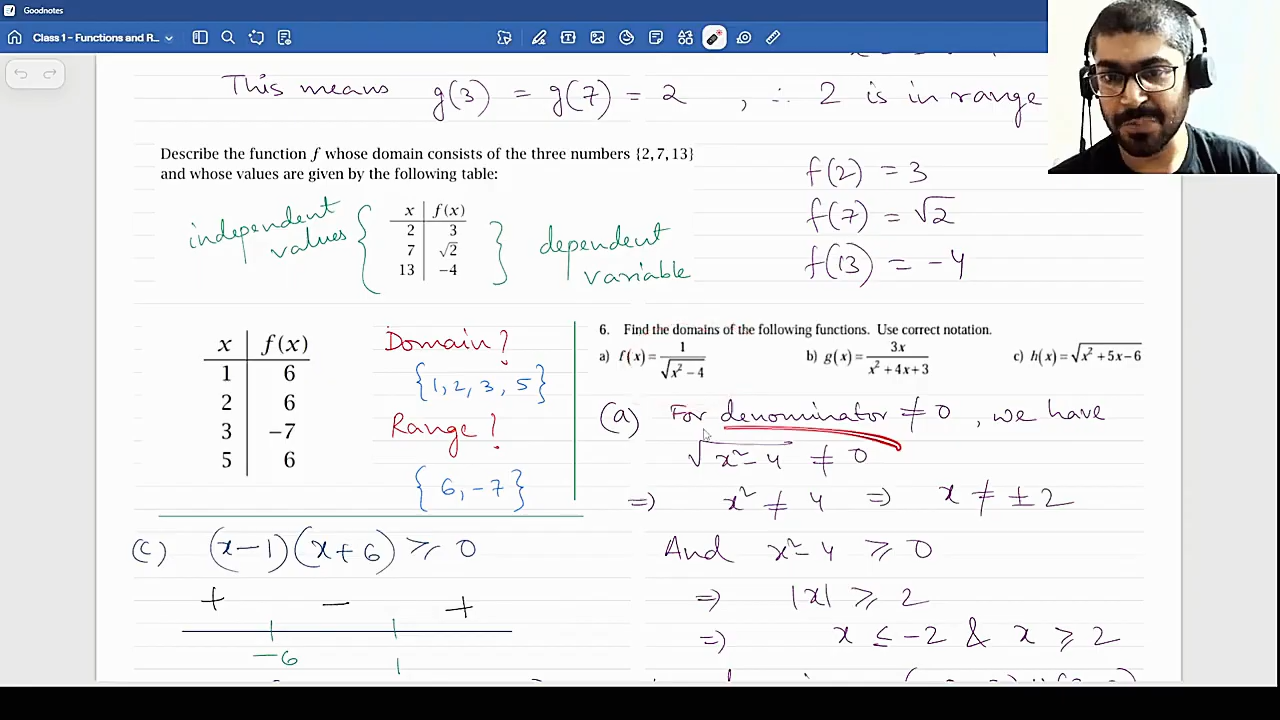 Goodnotes
Class 1 - Functions and R...
This means g(3) = g(7) = 2 , ∴ 2 is in range
Describe the function f whose domain consists of the three numbers {2, 7, 13}
and whose values are given by the following table:
independent values
x f(x)
2 3
7 √2
13 −4
dependent variable
f(2) = 3
f(7) = √2
f(13) = −4
x f(x)
1 6
2 6
3 −7
5 6
Domain?
{1, 2, 3, 5}
Range?
{6, −7}
6. Find the domains of the following functions. Use correct notation.
a) f(x) = 1/√(x² − 4) b) g(x) = 3x/(x² + 4x + 3) c) h(x) = √(x² + 5x − 6)
(a) For denominator ≠ 0 , we have
√(x² − 4) ≠ 0
⇒ x² ≠ 4 ⇒ x ≠ ±2
And x² − 4 ≥ 0
⇒ |x| ≥ 2
⇒ x ≤ −2 & x ≥ 2
(c) (x−1)(x+6) ≥ 0
+ − +
−6 1